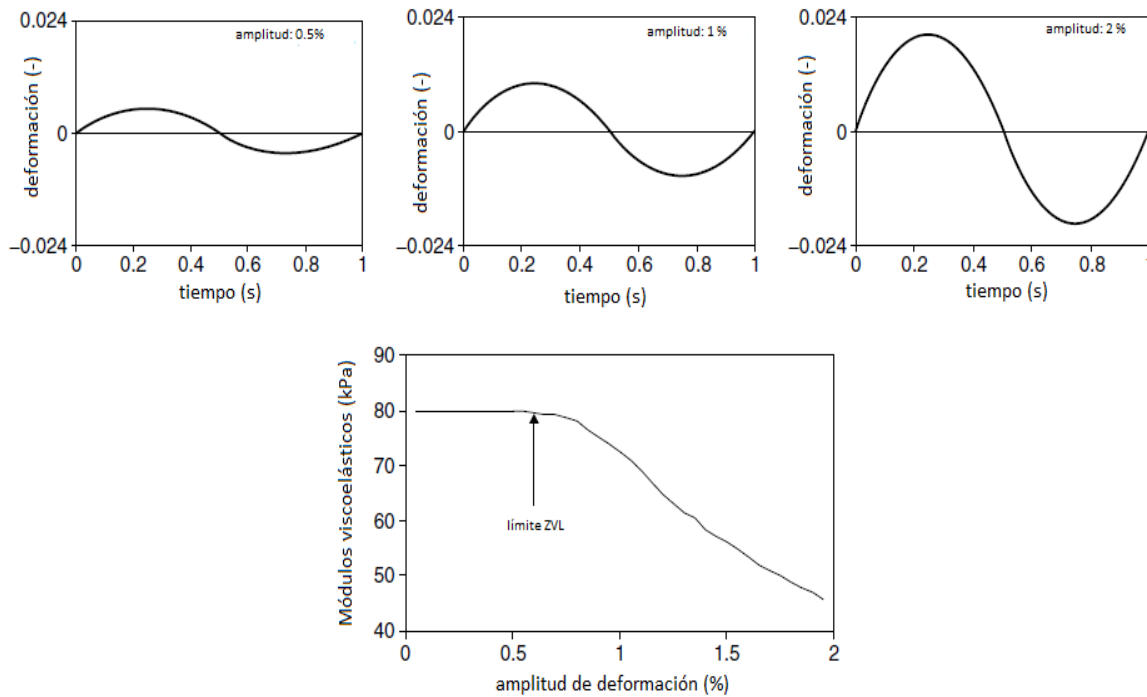 amplitud: 0.5%
0.024
0
−0.024
deformación (-)
0 0.2 0.4 0.6 0.8 1
tiempo (s)
amplitud: 1 %
0.024
0
−0.024
deformación (-)
0 0.2 0.4 0.6 0.8 1
tiempo (s)
amplitud: 2 %
0.024
0
−0.024
deformación (-)
0 0.2 0.4 0.6 0.8 1
tiempo (s)
Módulos viscoelásticos (kPa)
90
80
70
60
50
40
límite ZVL
0 0.5 1 1.5 2
amplitud de deformación (%)